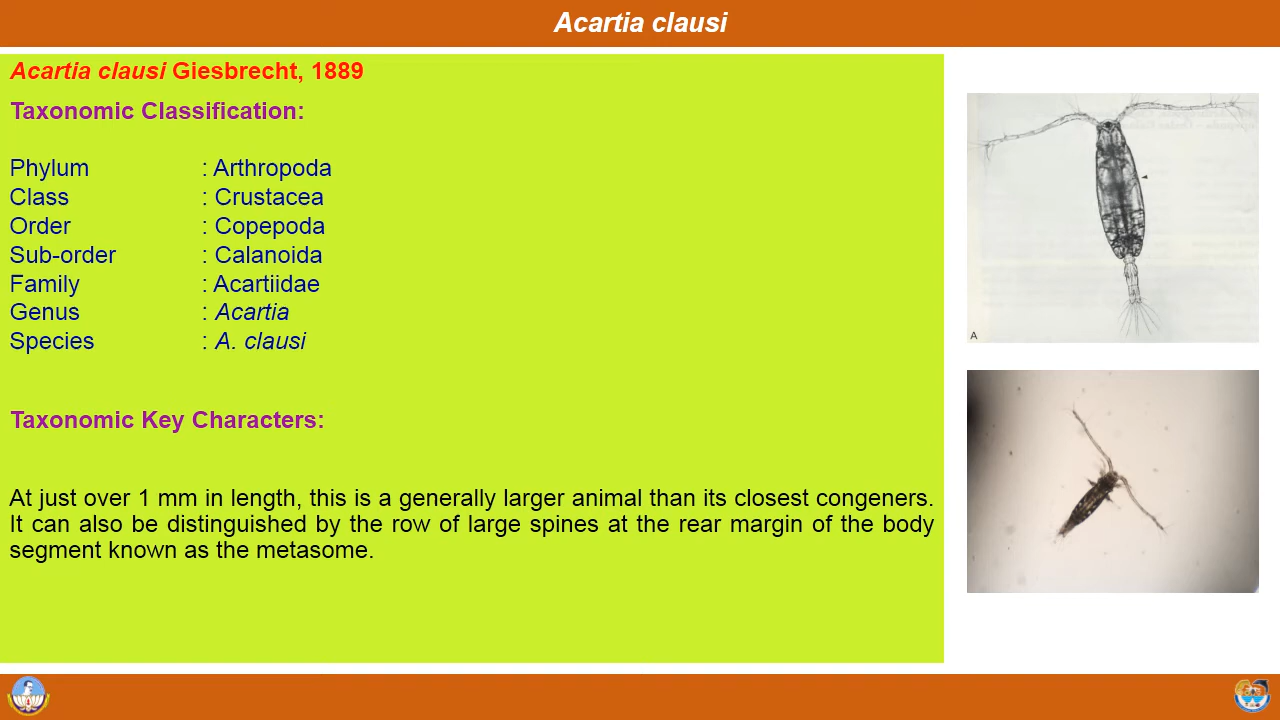 Acartia clausi
Acartia clausi Giesbrecht, 1889
Taxonomic Classification:
Phylum : Arthropoda
Class : Crustacea
Order : Copepoda
Sub-order : Calanoida
Family : Acartiidae
Genus : Acartia
Species : A. clausi
Taxonomic Key Characters:
At just over 1 mm in length, this is a generally larger animal than its closest congeners.
It can also be distinguished by the row of large spines at the rear margin of the body
segment known as the metasome.
A